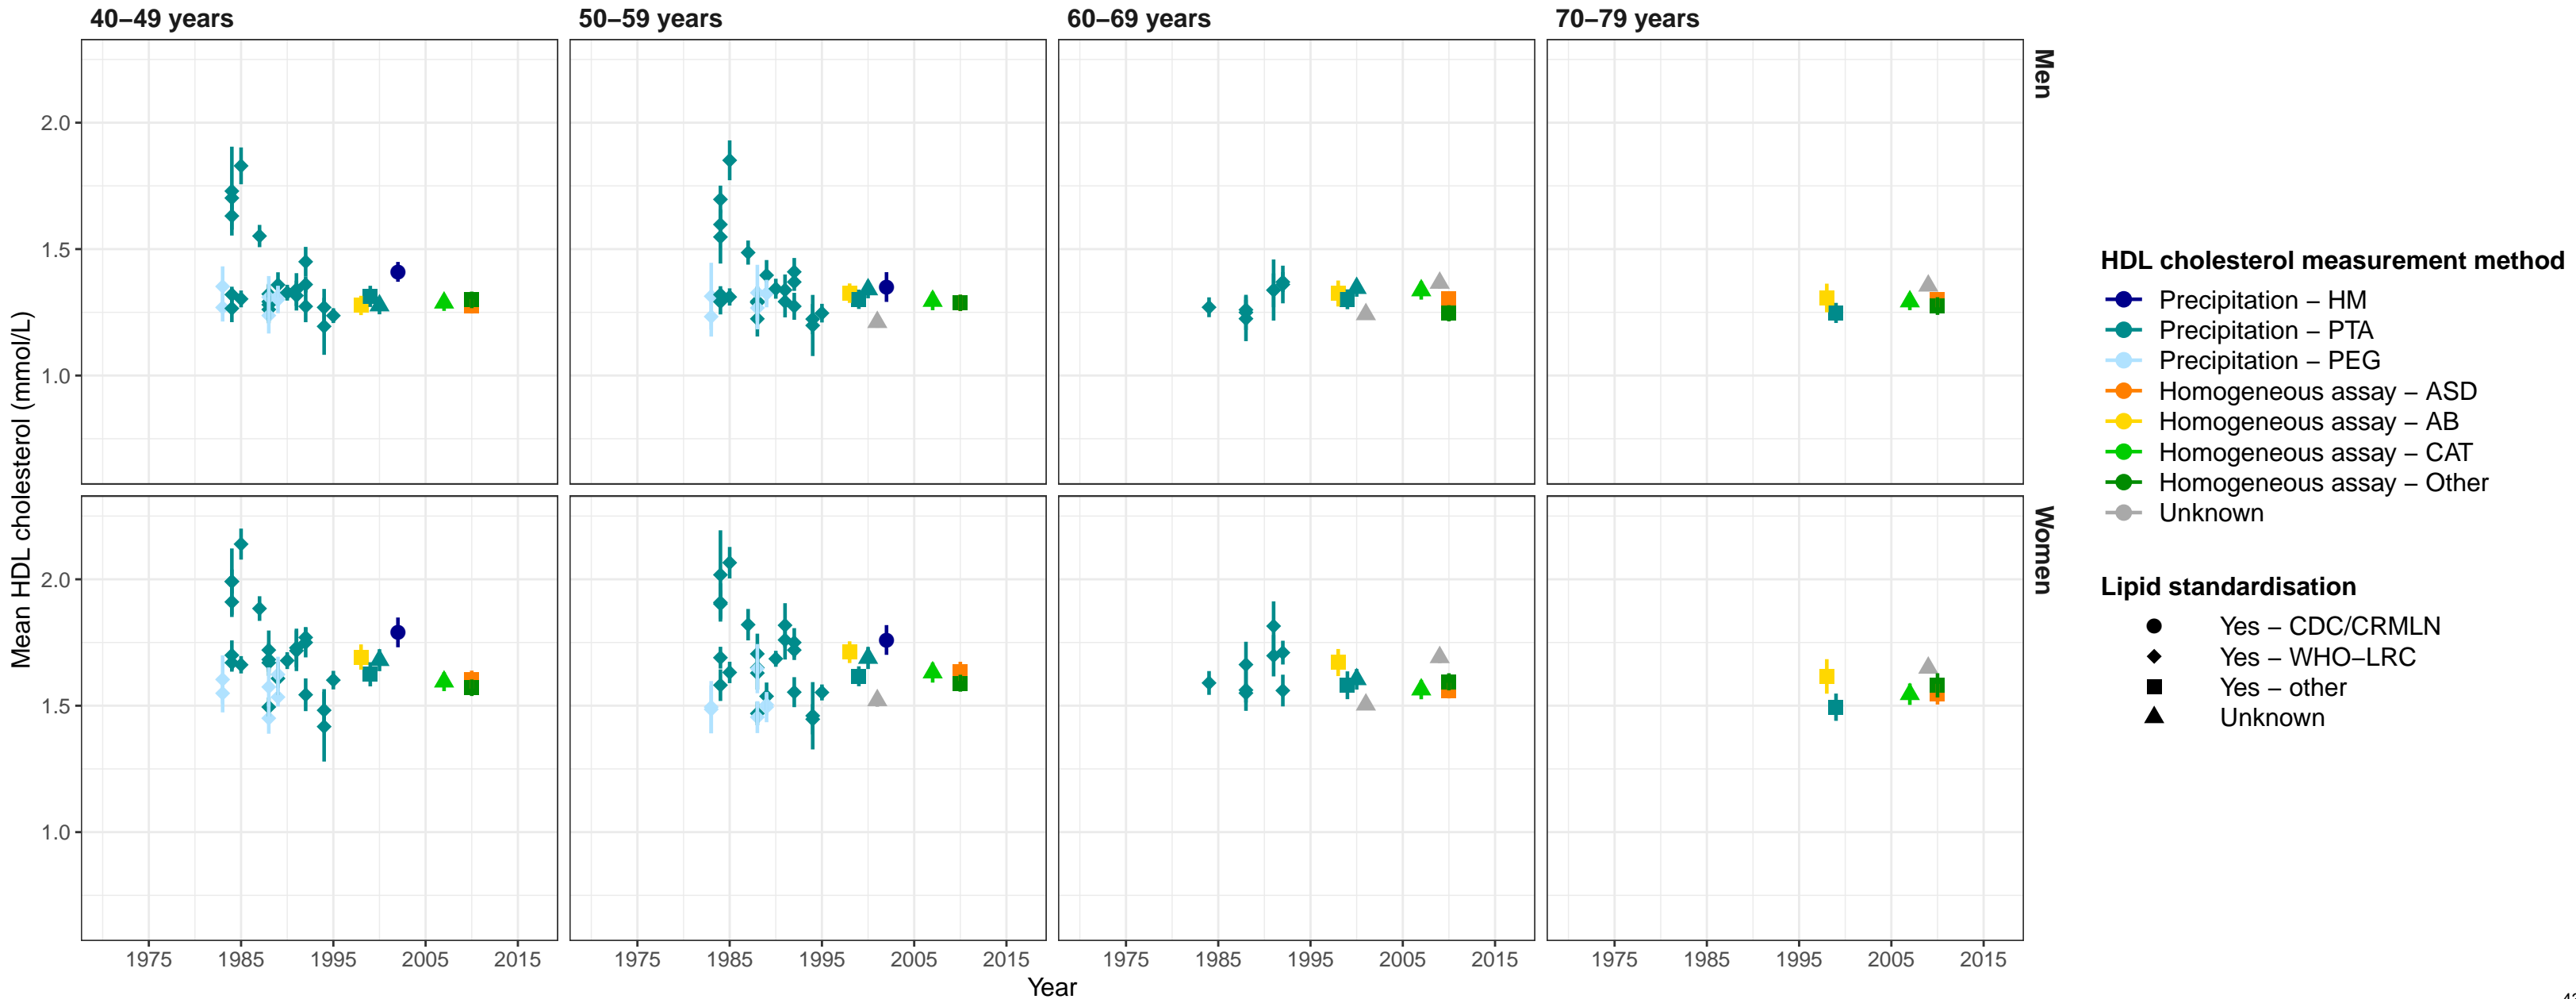 40–49 years
50–59 years
60–69 years
70–79 years
Men
Women
Mean HDL cholesterol (mmol/L)
2.0
1.5
1.0
2.0
1.5
1.0
1975 1985 1995 2005 2015
1975 1985 1995 2005 2015
1975 1985 1995 2005 2015
1975 1985 1995 2005 2015
Year
HDL cholesterol measurement method
Precipitation – HM
Precipitation – PTA
Precipitation – PEG
Homogeneous assay – ASD
Homogeneous assay – AB
Homogeneous assay – CAT
Homogeneous assay – Other
Unknown
Lipid standardisation
Yes – CDC/CRMLN
Yes – WHO–LRC
Yes – other
Unknown